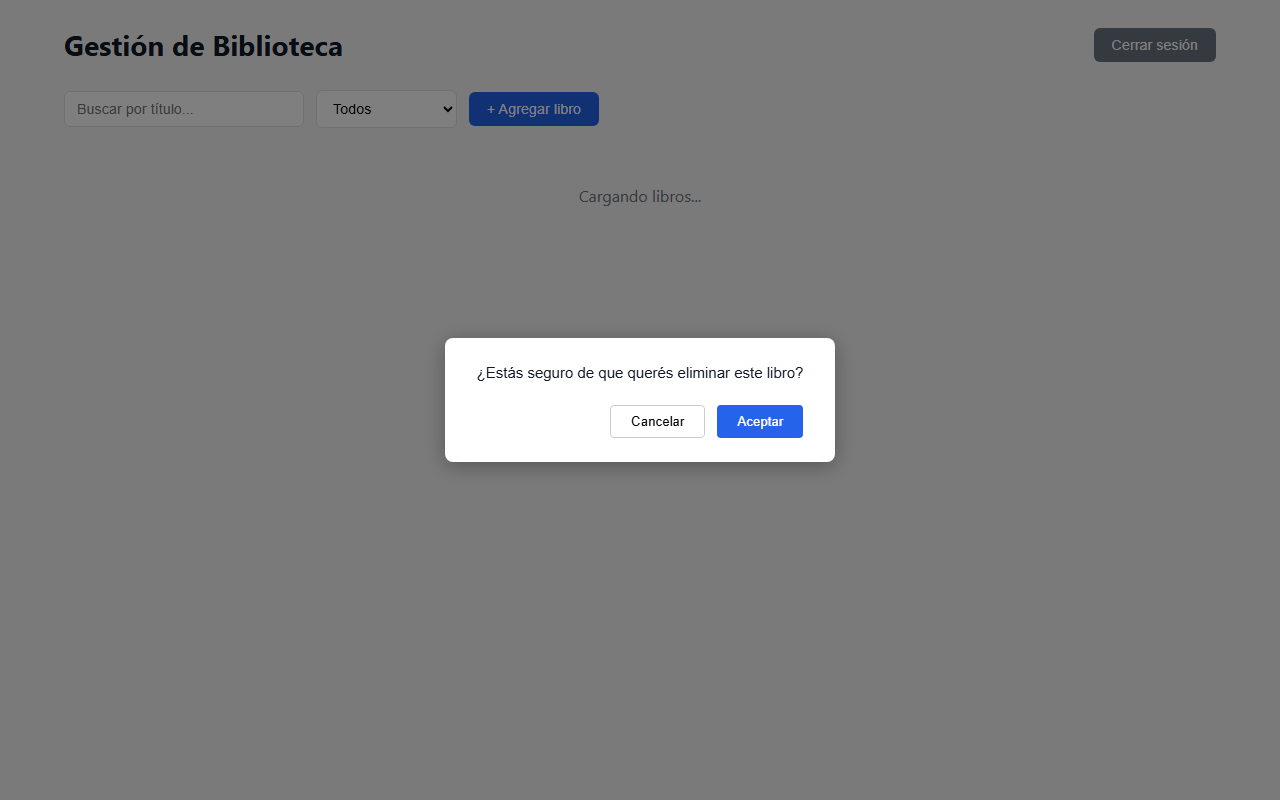 Gestión de Biblioteca
Cerrar sesión
Buscar por título...
Todos
+ Agregar libro
Cargando libros...
¿Estás seguro de que querés eliminar este libro?
Cancelar
Aceptar